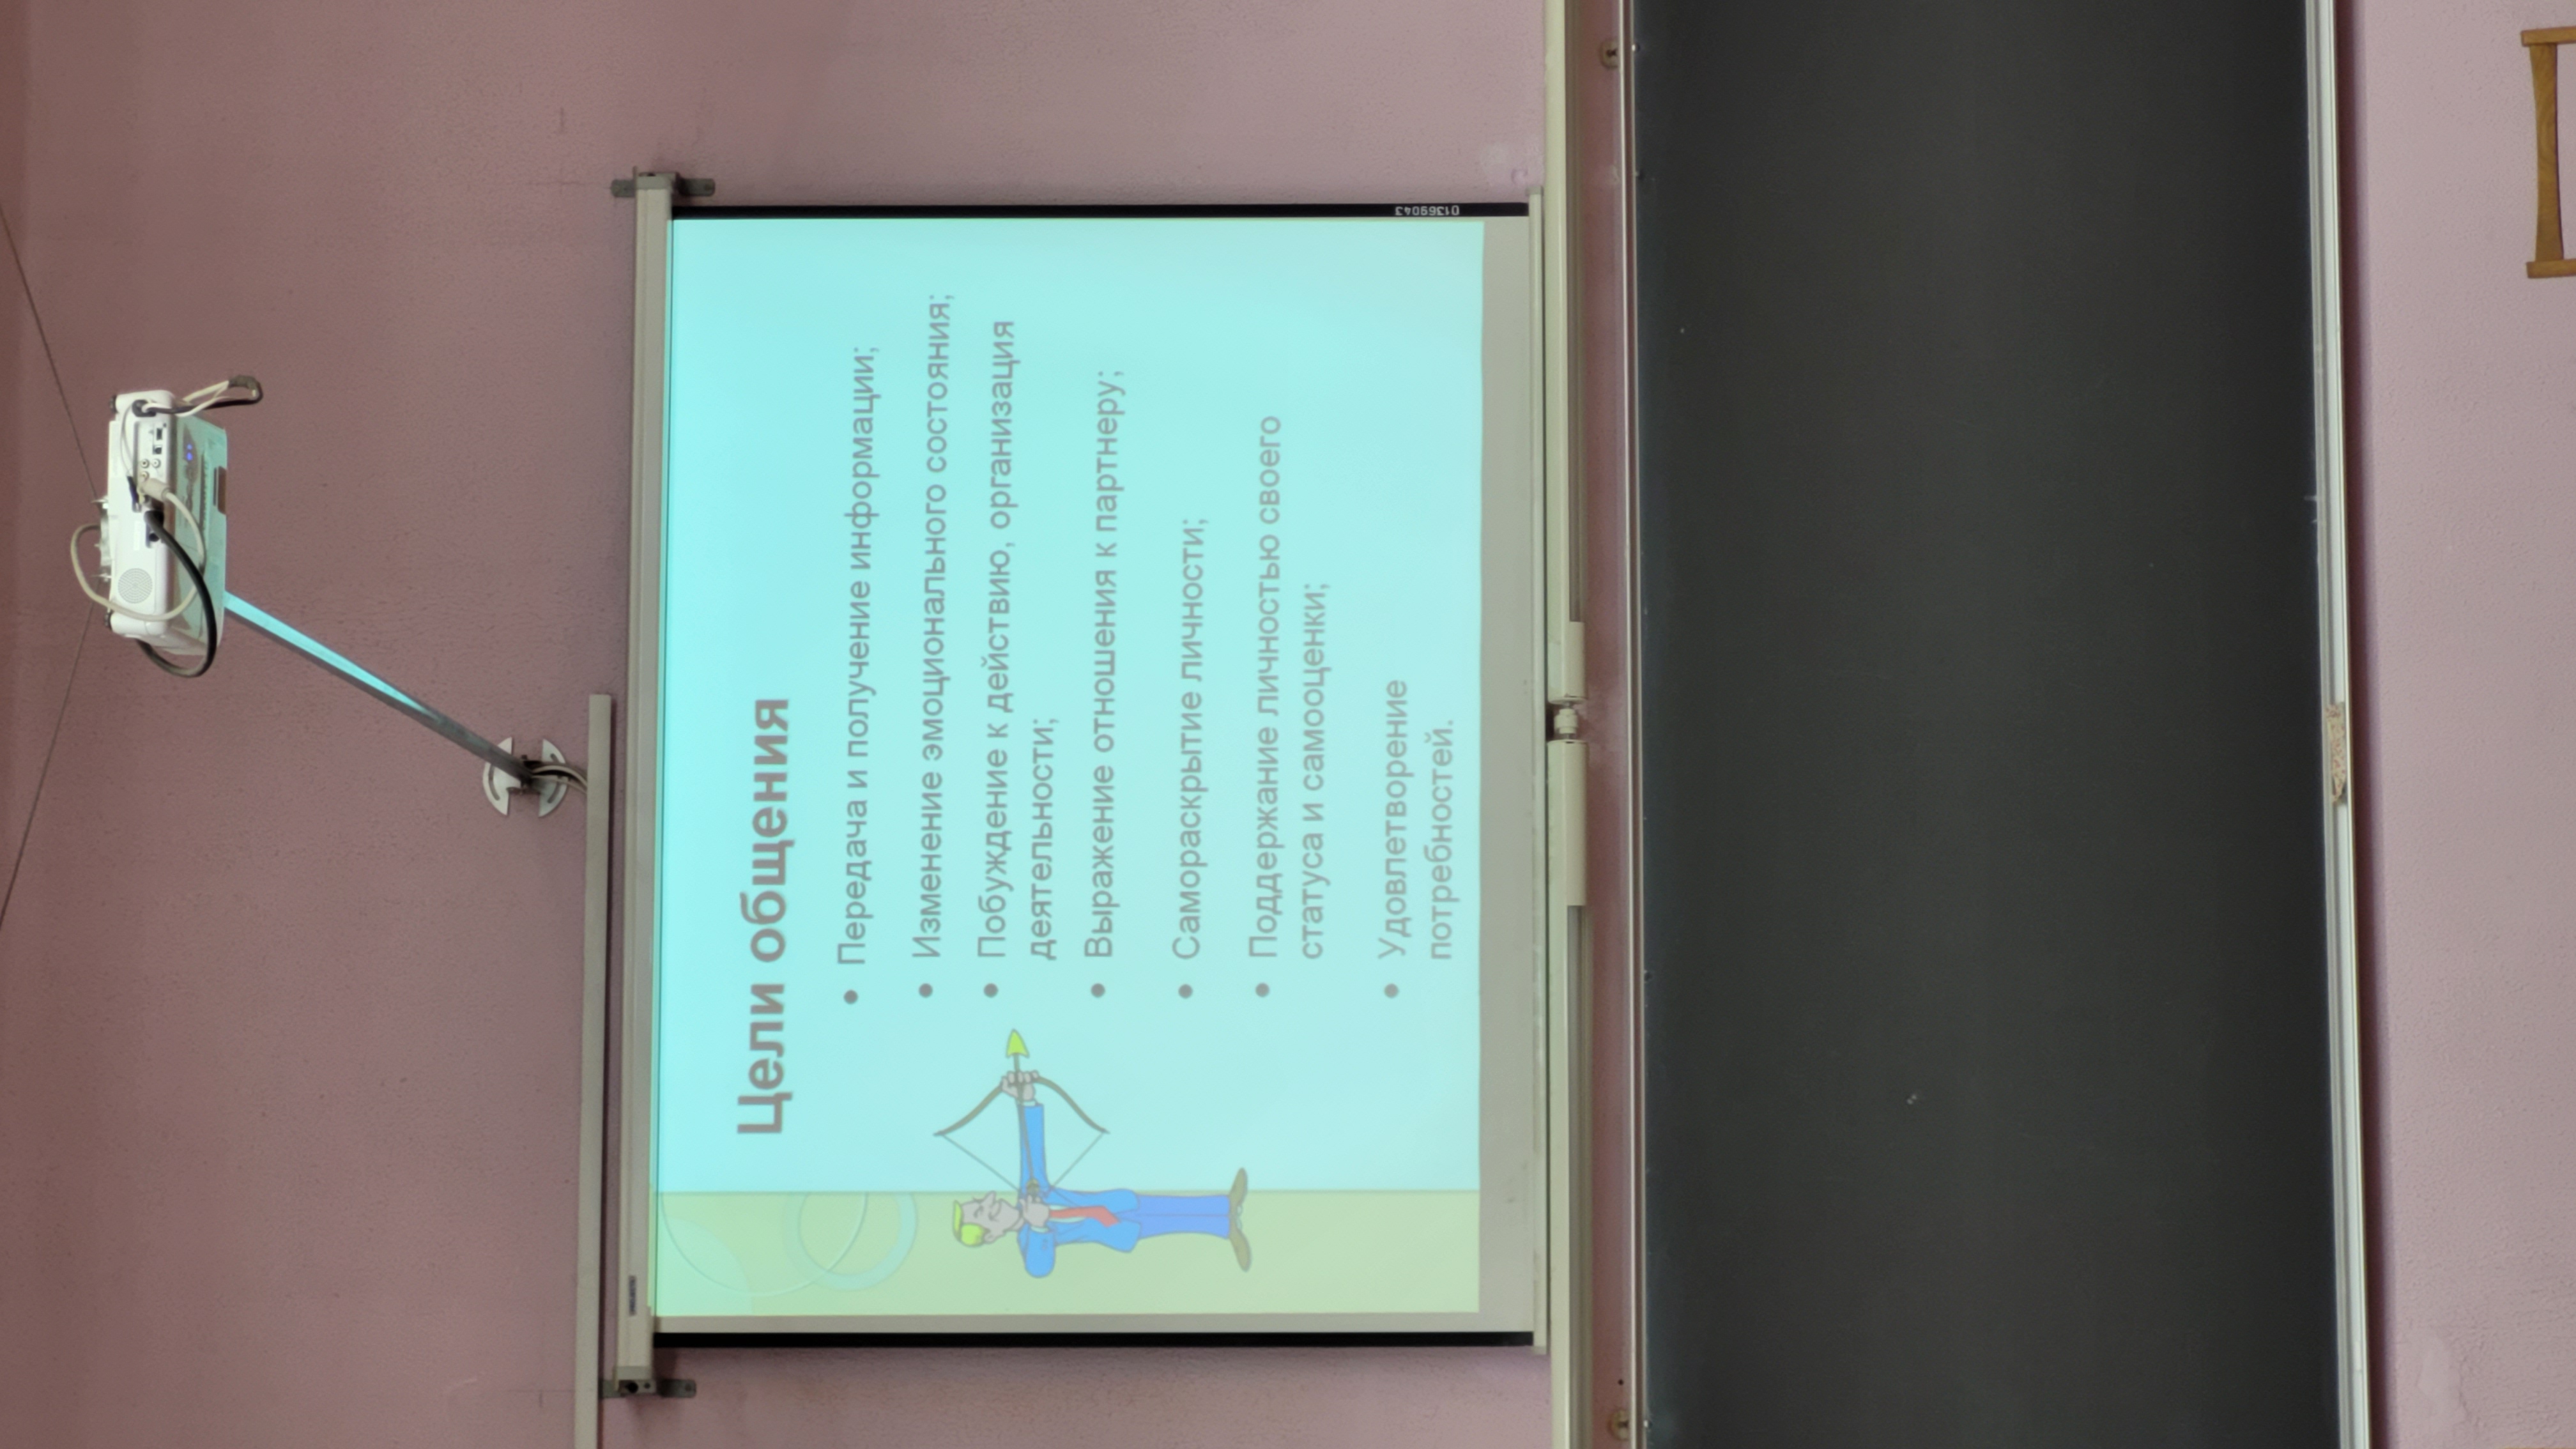 Цели общения
• Передача и получение информации;
• Изменение эмоционального состояния;
• Побуждение к действию, организация
деятельности;
• Выражение отношения к партнеру;
• Самораскрытие личности;
• Поддержание личностью своего
статуса и самооценки;
• Удовлетворение
потребностей.
01369043